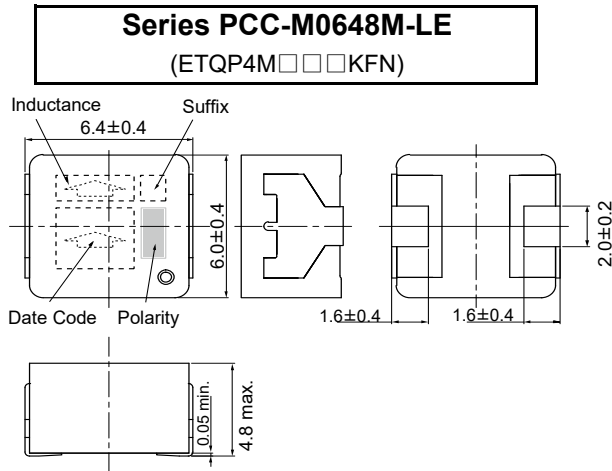 Series PCC-M0648M-LE
(ETQP4M□□□KFN)
Inductance
Suffix
6.4±0.4
6.0±0.4
2.0±0.2
Date Code
Polarity
1.6±0.4
1.6±0.4
0.05 min.
4.8 max.